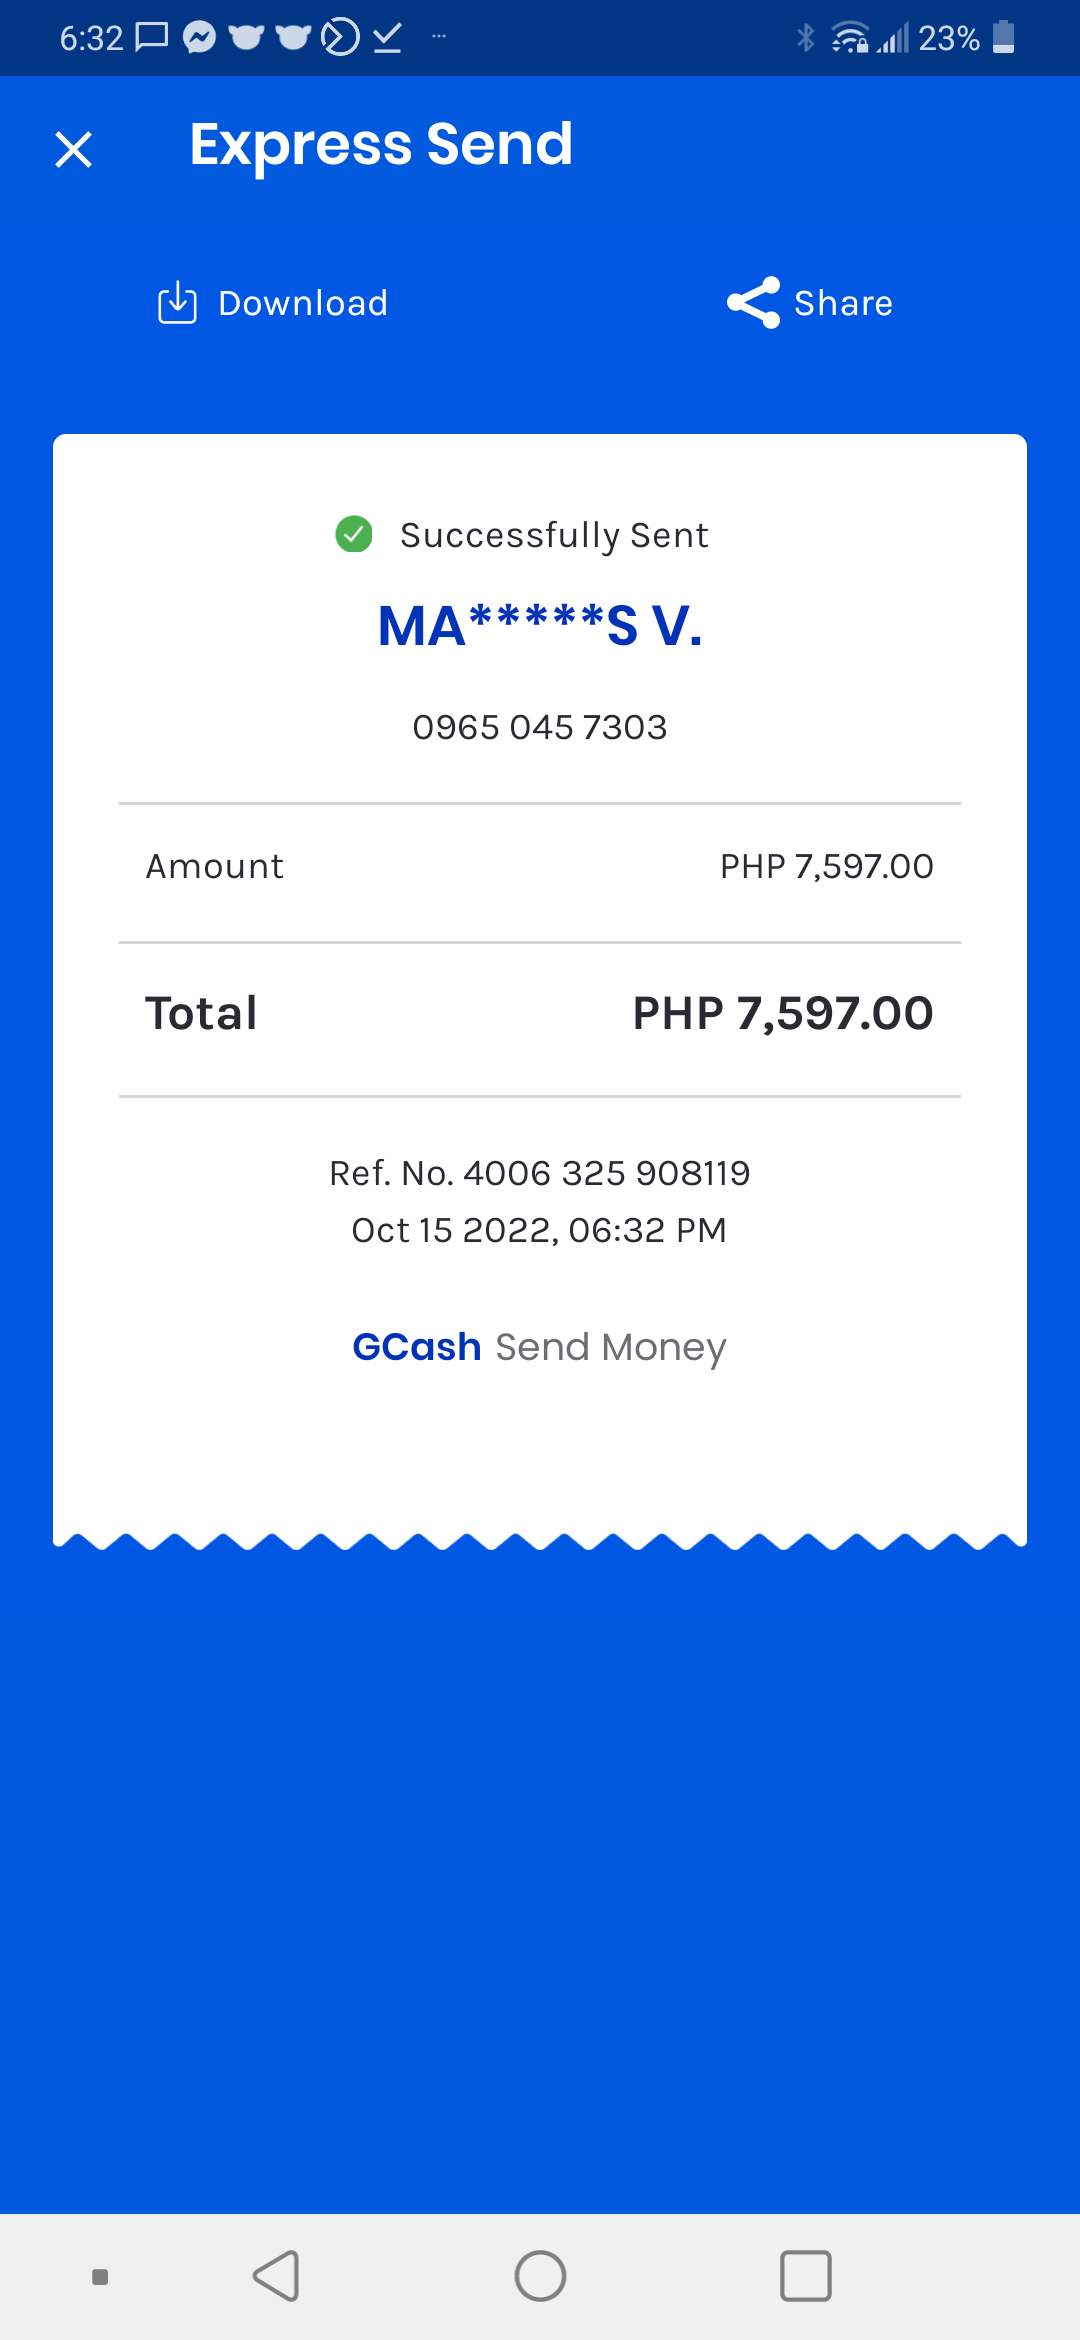 6:32 23%
Express Send
Download Share
Successfully Sent
MA*****S V.
0965 045 7303
Amount PHP 7,597.00
Total PHP 7,597.00
Ref. No. 4006 325 908119
Oct 15 2022, 06:32 PM
GCash Send Money